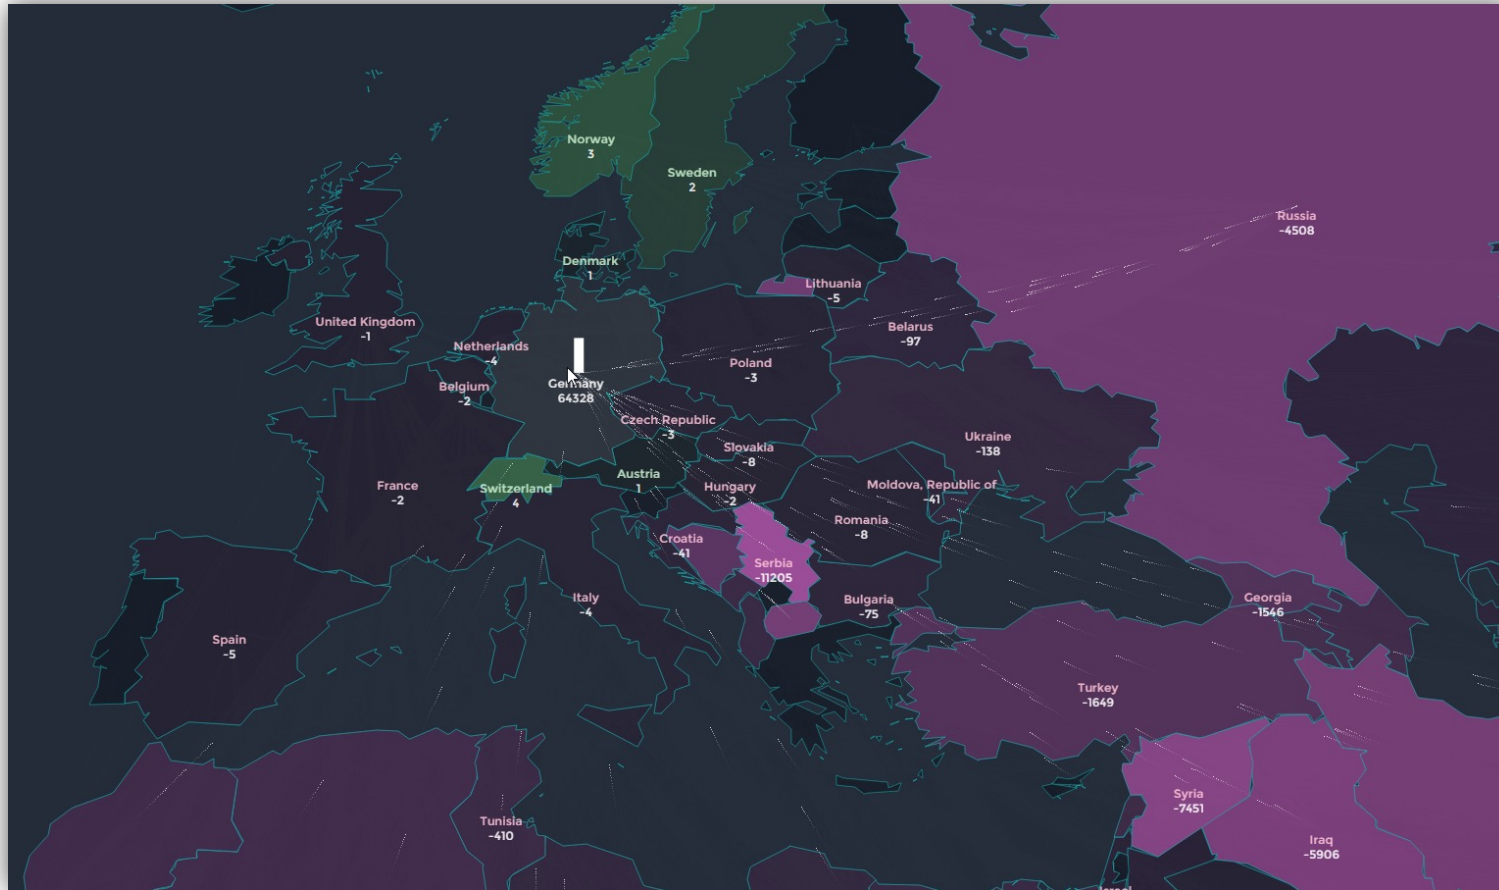 Norway
3
Sweden
2
Russia
-4508
Denmark
1
Lithuania
-5
United Kingdom
-1
Belarus
-97
Netherlands
-4
Poland
-3
Belgium
-2
Germany
64328
Czech Republic
-3
Ukraine
-138
Slovakia
-8
Austria
1
France
-2
Switzerland
4
Hungary
-2
Moldova, Republic of
-41
Romania
-8
Croatia
-41
Serbia
-11205
Italy
-4
Bulgaria
-75
Georgia
-1546
Spain
-5
Turkey
-1649
Syria
-7451
Tunisia
-410
Iraq
-5906